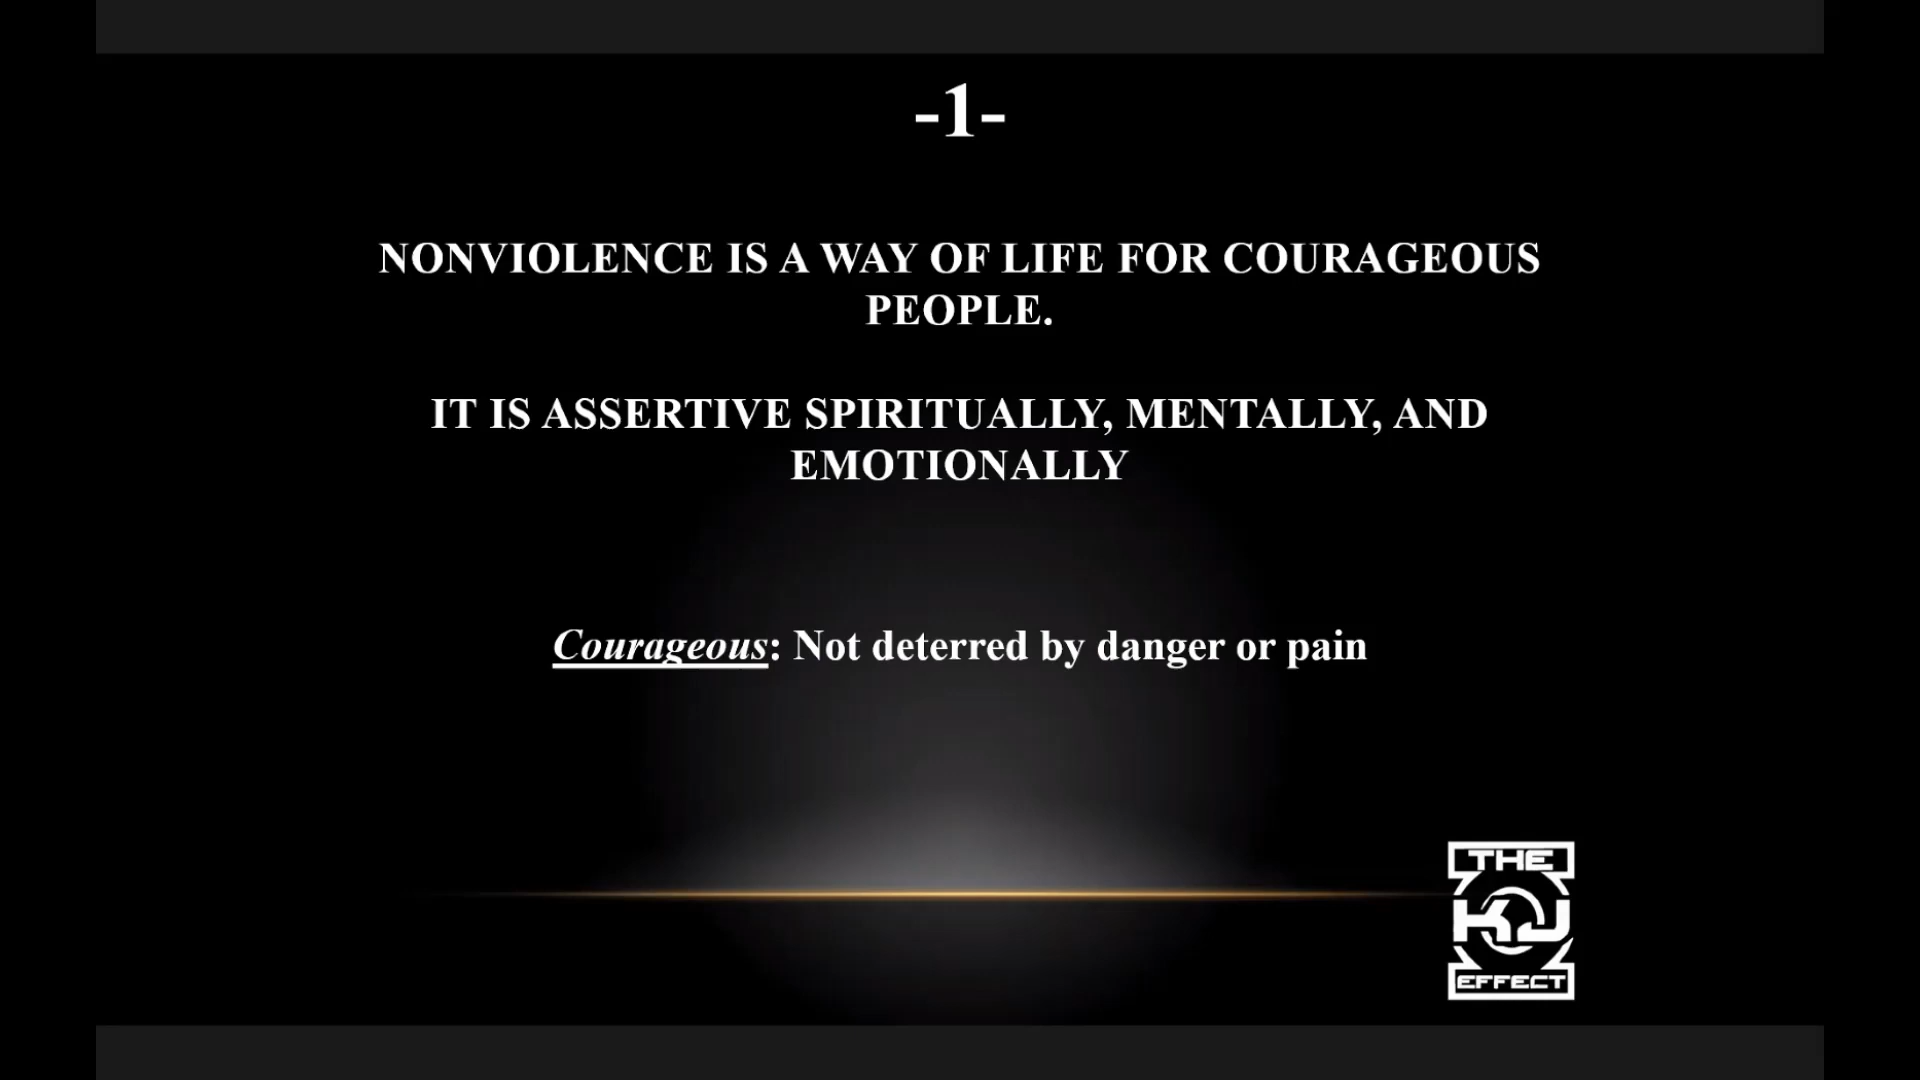 -1-
NONVIOLENCE IS A WAY OF LIFE FOR COURAGEOUS
PEOPLE.
IT IS ASSERTIVE SPIRITUALLY, MENTALLY, AND
EMOTIONALLY
Courageous: Not deterred by danger or pain
THE
KJ
EFFECT